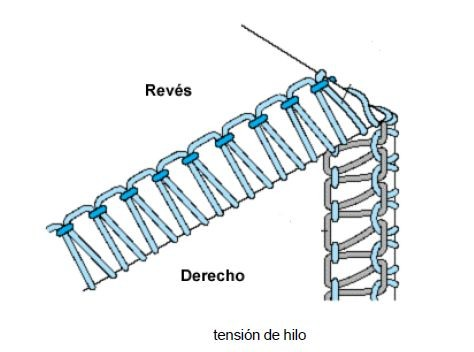 Revés
Derecho
tensión de hilo